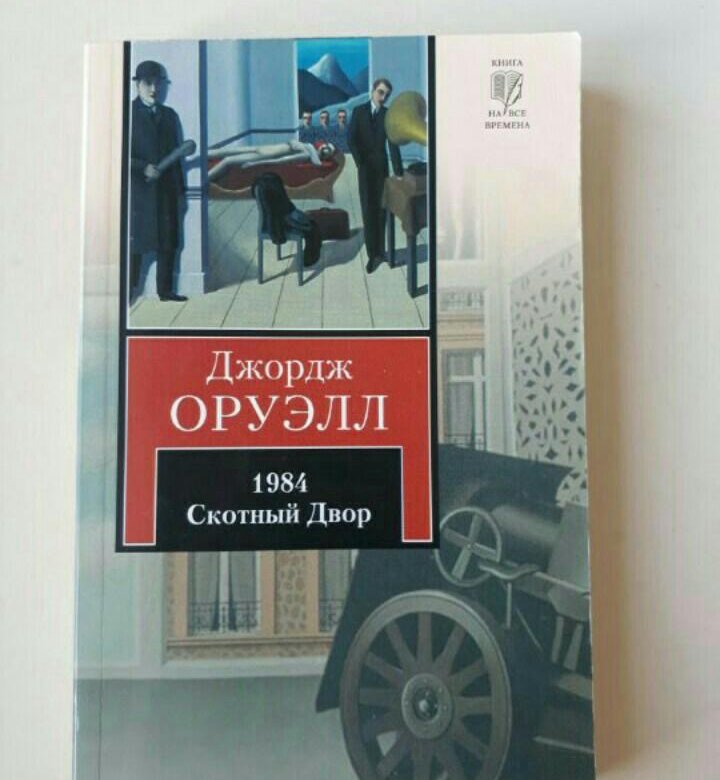 КНИГА
НА ВСЕ
ВРЕМЕНА
Джордж
ОРУЭЛЛ
1984
Скотный Двор